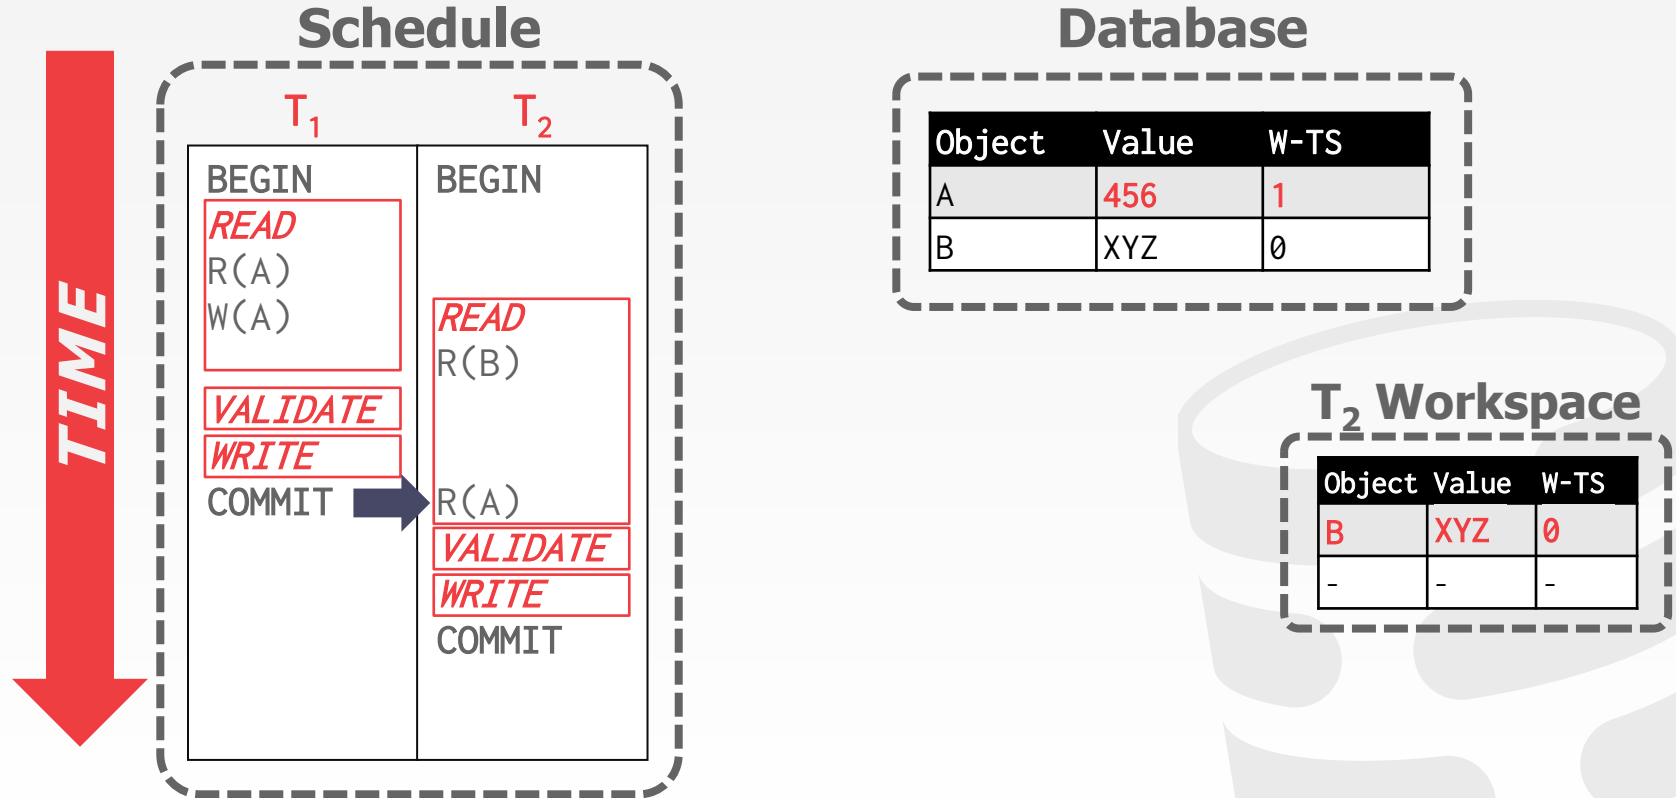 Schedule
Database
TIME
T1 T2
BEGIN BEGIN
READ
R(A)
W(A)
READ
R(B)
VALIDATE
WRITE
COMMIT R(A)
VALIDATE
WRITE
COMMIT
Object Value W-TS
A 456 1
B XYZ 0
T2 Workspace
Object Value W-TS
B XYZ 0
- - -